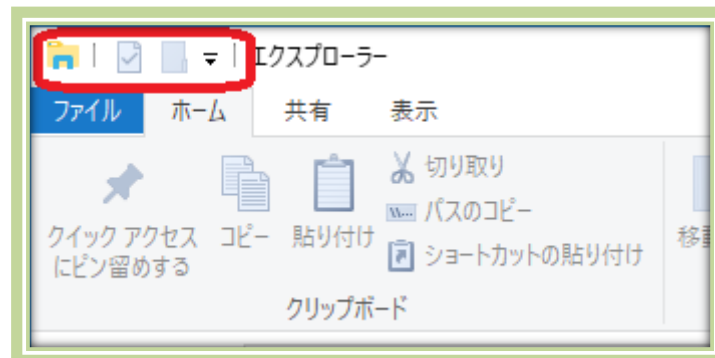 エクスプローラー
ファイル ホーム 共有 表示
クイック アクセス
にピン留めする
コピー
貼り付け
切り取り
パスのコピー
ショートカットの貼り付け
クリップボード